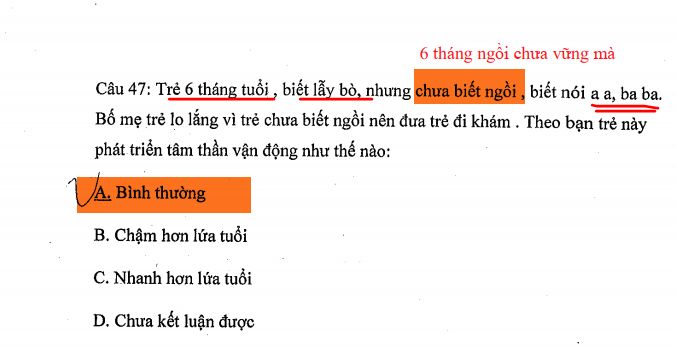 6 tháng ngồi chưa vững mà
Câu 47: Trẻ 6 tháng tuổi , biết lẫy bò, nhưng chưa biết ngồi , biết nói a a, ba ba.
Bố mẹ trẻ lo lắng vì trẻ chưa biết ngồi nên đưa trẻ đi khám . Theo bạn trẻ này
phát triển tâm thần vận động như thế nào:
A. Bình thường
B. Chậm hơn lứa tuổi
C. Nhanh hơn lứa tuổi
D. Chưa kết luận được